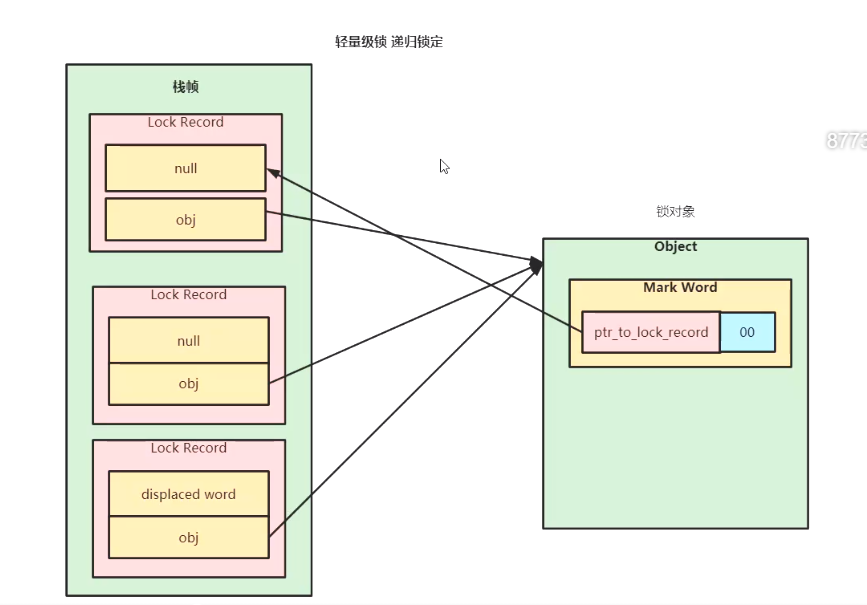 轻量级锁 递归锁定
栈帧
Lock Record
null
obj
Lock Record
null
obj
Lock Record
displaced word
obj
8773
锁对象
Object
Mark Word
ptr_to_lock_record
00